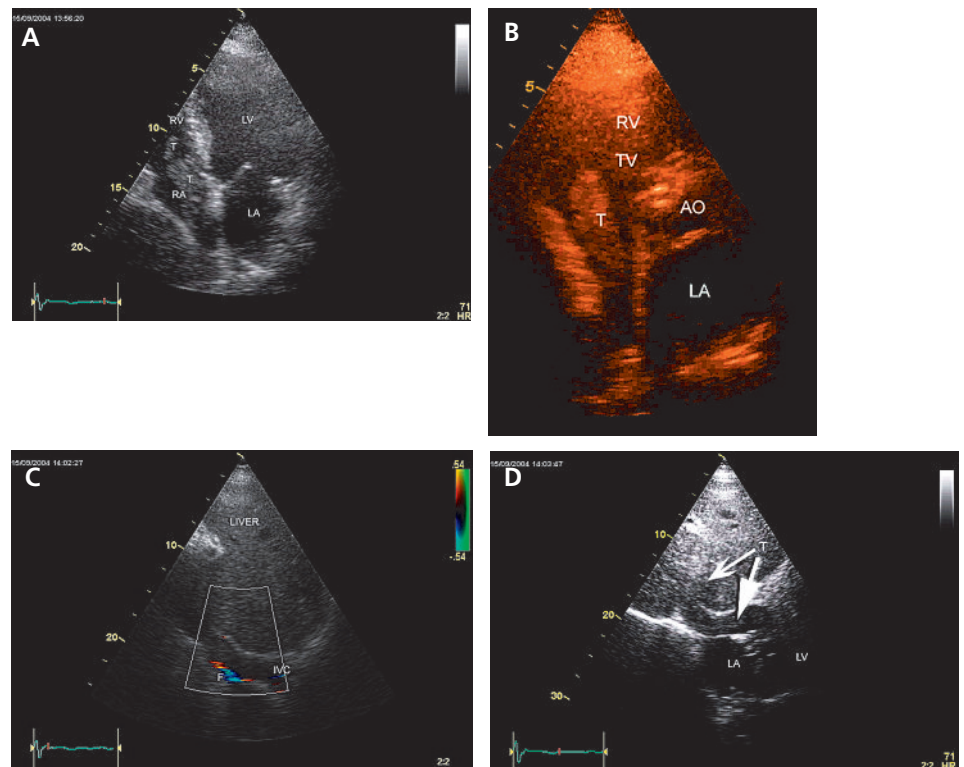 15/09/2004 13:56:20
A
5
RV
LV
10
T
T
15
RA
LA
20
71
2:2 HR
B
5
RV
TV
T
AO
LA
15/09/2004 14:02:27
C
.54
LIVER
10
-.54
20
IVC
F
2:2
15/09/2004 14:03:47
D
10
T
20
LA
LV
30
71
2:2 HR